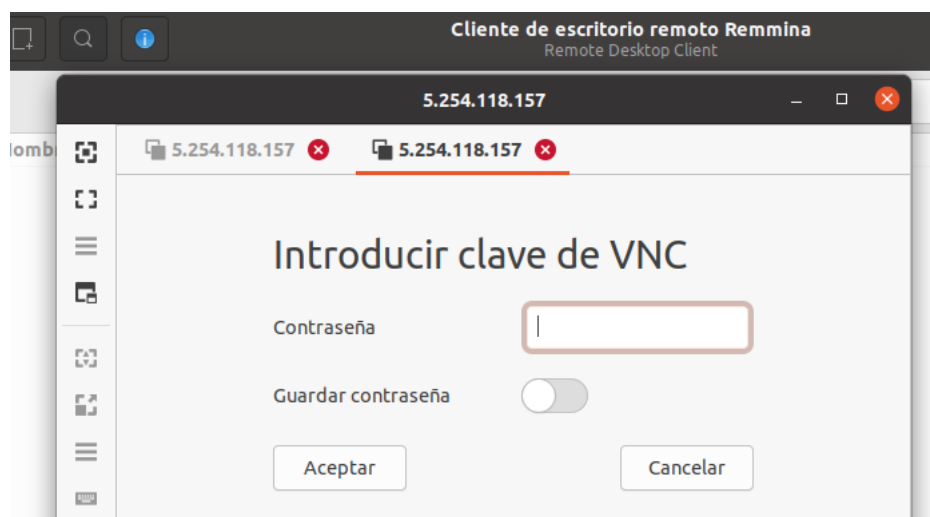 Cliente de escritorio remoto Remmina
Remote Desktop Client
5.254.118.157
5.254.118.157 5.254.118.157
Introducir clave de VNC
Contraseña
Guardar contraseña
Aceptar Cancelar